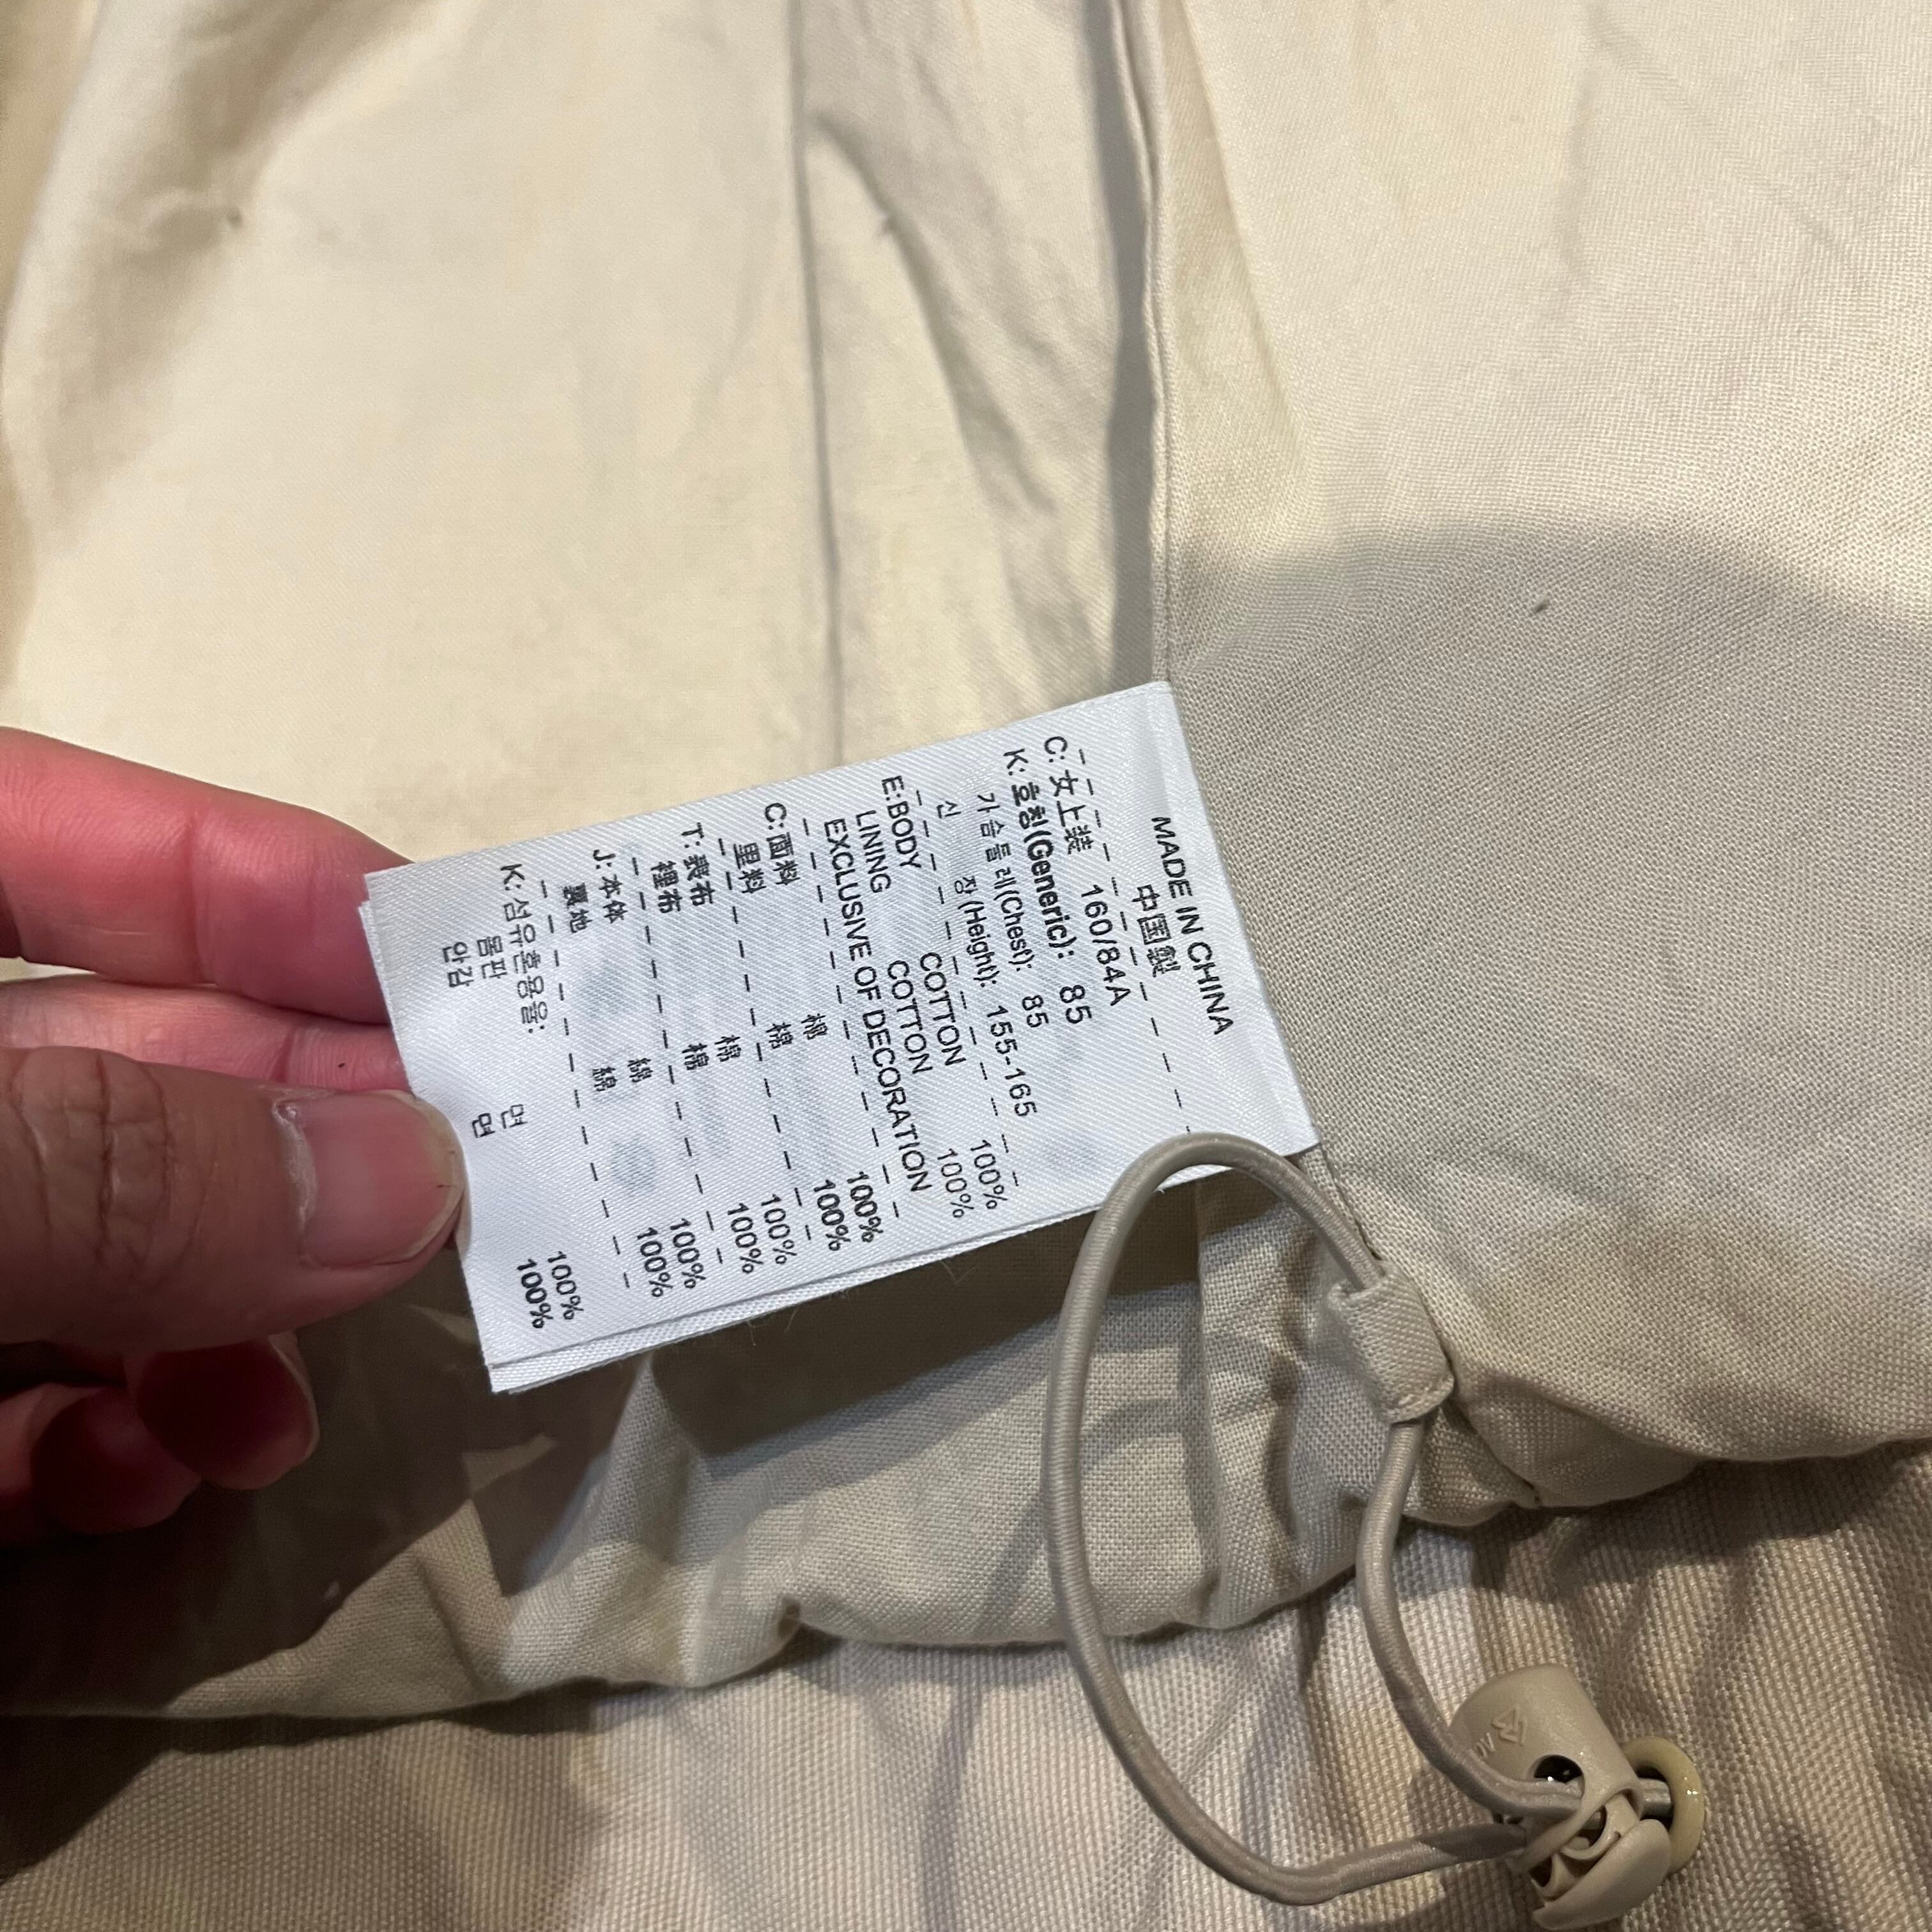 MADE IN CHINA
中国製
C: 女上裝 160/84A
K: 호칭(Generic): 85
가슴둘레(Chest): 85
신 장(Height): 155-165
E:BODY COTTON 100%
LINING COTTON 100%
EXCLUSIVE OF DECORATION
C: 面料 棉 100%
里料 棉 100%
T: 表布 棉 100%
裡布 棉 100%
J: 本体 綿 100%
裏地 綿 100%
K: 섬유혼용율:
몸판 면 100%
안감 면 100%